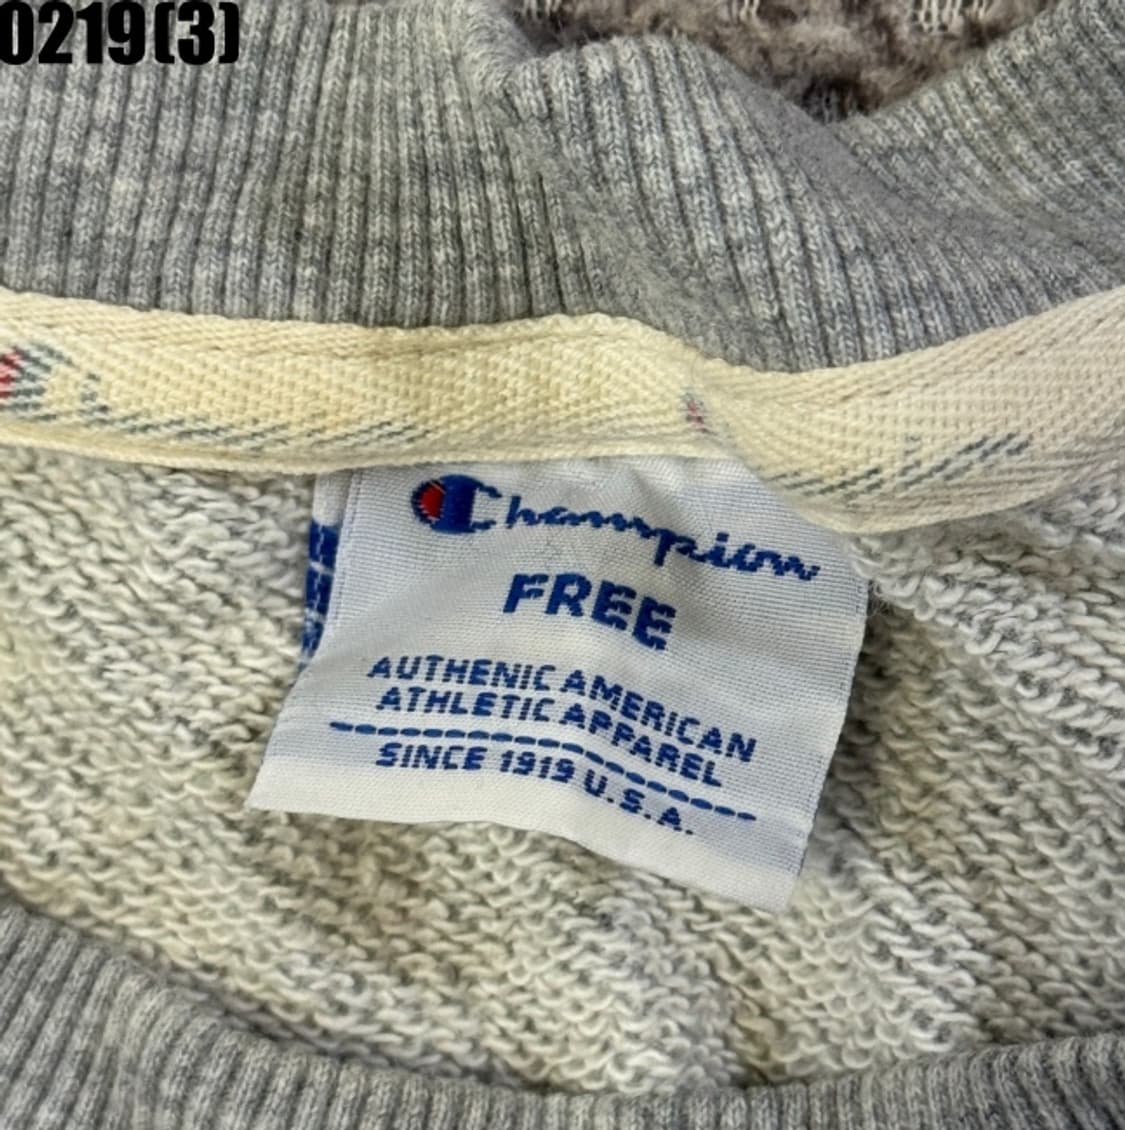 0219(3)
Champion
FREE
AUTHENIC AMERICAN
ATHLETIC APPAREL
SINCE 1919 U.S.A.